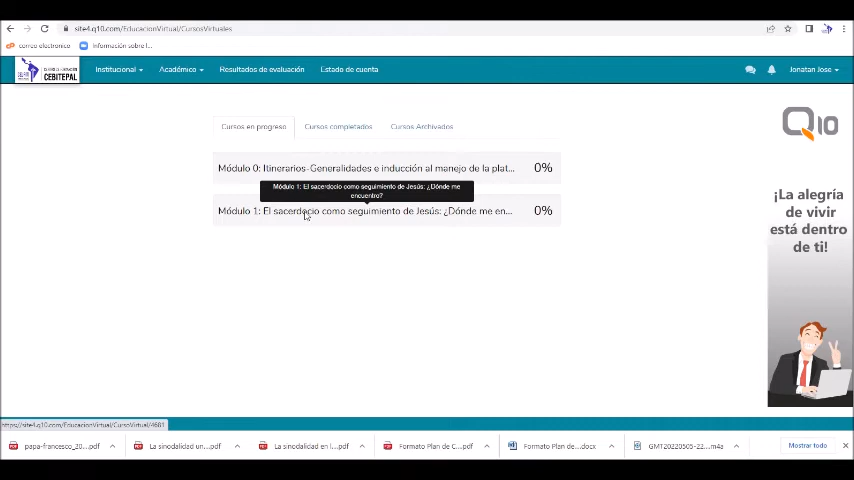 site4.q10.com/EducacionVirtual/CursosVirtuales
correo electronico
Información sobre l...
CEBITEPAL
Institucional
Académico
Resultados de evaluación
Estado de cuenta
Jonatan Jose
Cursos en progreso
Cursos completados
Cursos Archivados
Q10
Módulo 0: Itinerarios-Generalidades e inducción al manejo de la plat...
0%
Módulo 1: El sacerdocio como seguimiento de Jesús: ¿Dónde me
encuentro?
Módulo 1: El sacerdocio como seguimiento de Jesús: ¿Dónde me en...
0%
¡La alegría
de vivir
está dentro
de ti!
https://site4.q10.com/EducacionVirtual/CursoVirtual/4681
papa-francesco_20....pdf
La sinodalidad un....pdf
La sinodalidad en l....pdf
Formato Plan de C....pdf
Formato Plan de....docx
GMT20220505-22....m4a
Mostrar todo